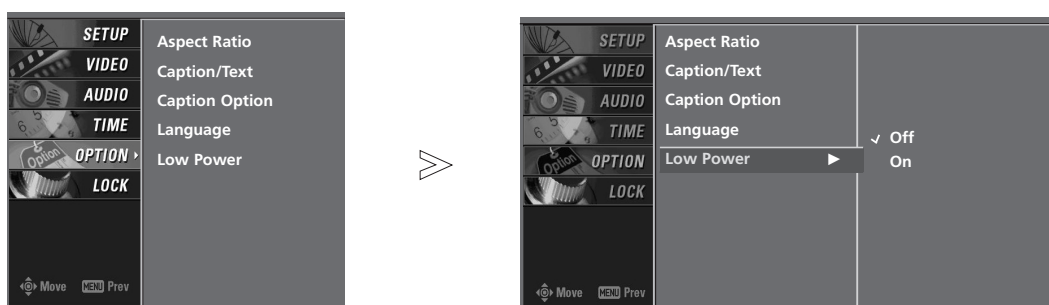 SETUP
VIDEO
AUDIO
TIME
OPTION
LOCK
Aspect Ratio
Caption/Text
Caption Option
Language
Low Power
Move MENU Prev
SETUP
VIDEO
AUDIO
TIME
OPTION
LOCK
Aspect Ratio
Caption/Text
Caption Option
Language
Low Power
Off
On
Move MENU Prev